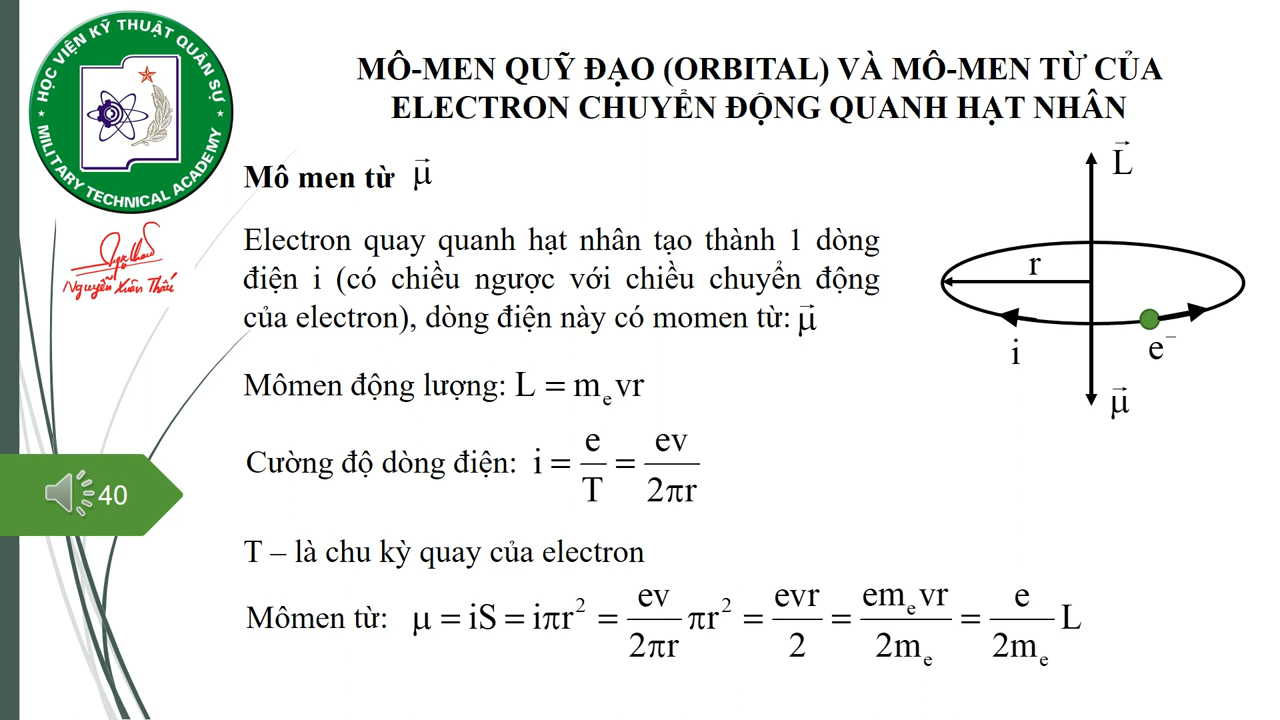 HỌC VIỆN KỸ THUẬT QUÂN SỰ
MILITARY TECHNICAL ACADEMY
MÔ-MEN QUỸ ĐẠO (ORBITAL) VÀ MÔ-MEN TỪ CỦA
ELECTRON CHUYỂN ĐỘNG QUANH HẠT NHÂN
Mô men từ μ⃗
Nguyễn Xuân Thấu
Electron quay quanh hạt nhân tạo thành 1 dòng
điện i (có chiều ngược với chiều chuyển động
của electron), dòng điện này có momen từ: μ⃗
L⃗
r
i
e⁻
μ⃗
Mômen động lượng: L = mₑvr
Cường độ dòng điện: i = e/T = ev/2πr
40
T – là chu kỳ quay của electron
Mômen từ: μ = iS = iπr² = ev/2πr πr² = evr/2 = emₑvr/2mₑ = e/2mₑ L